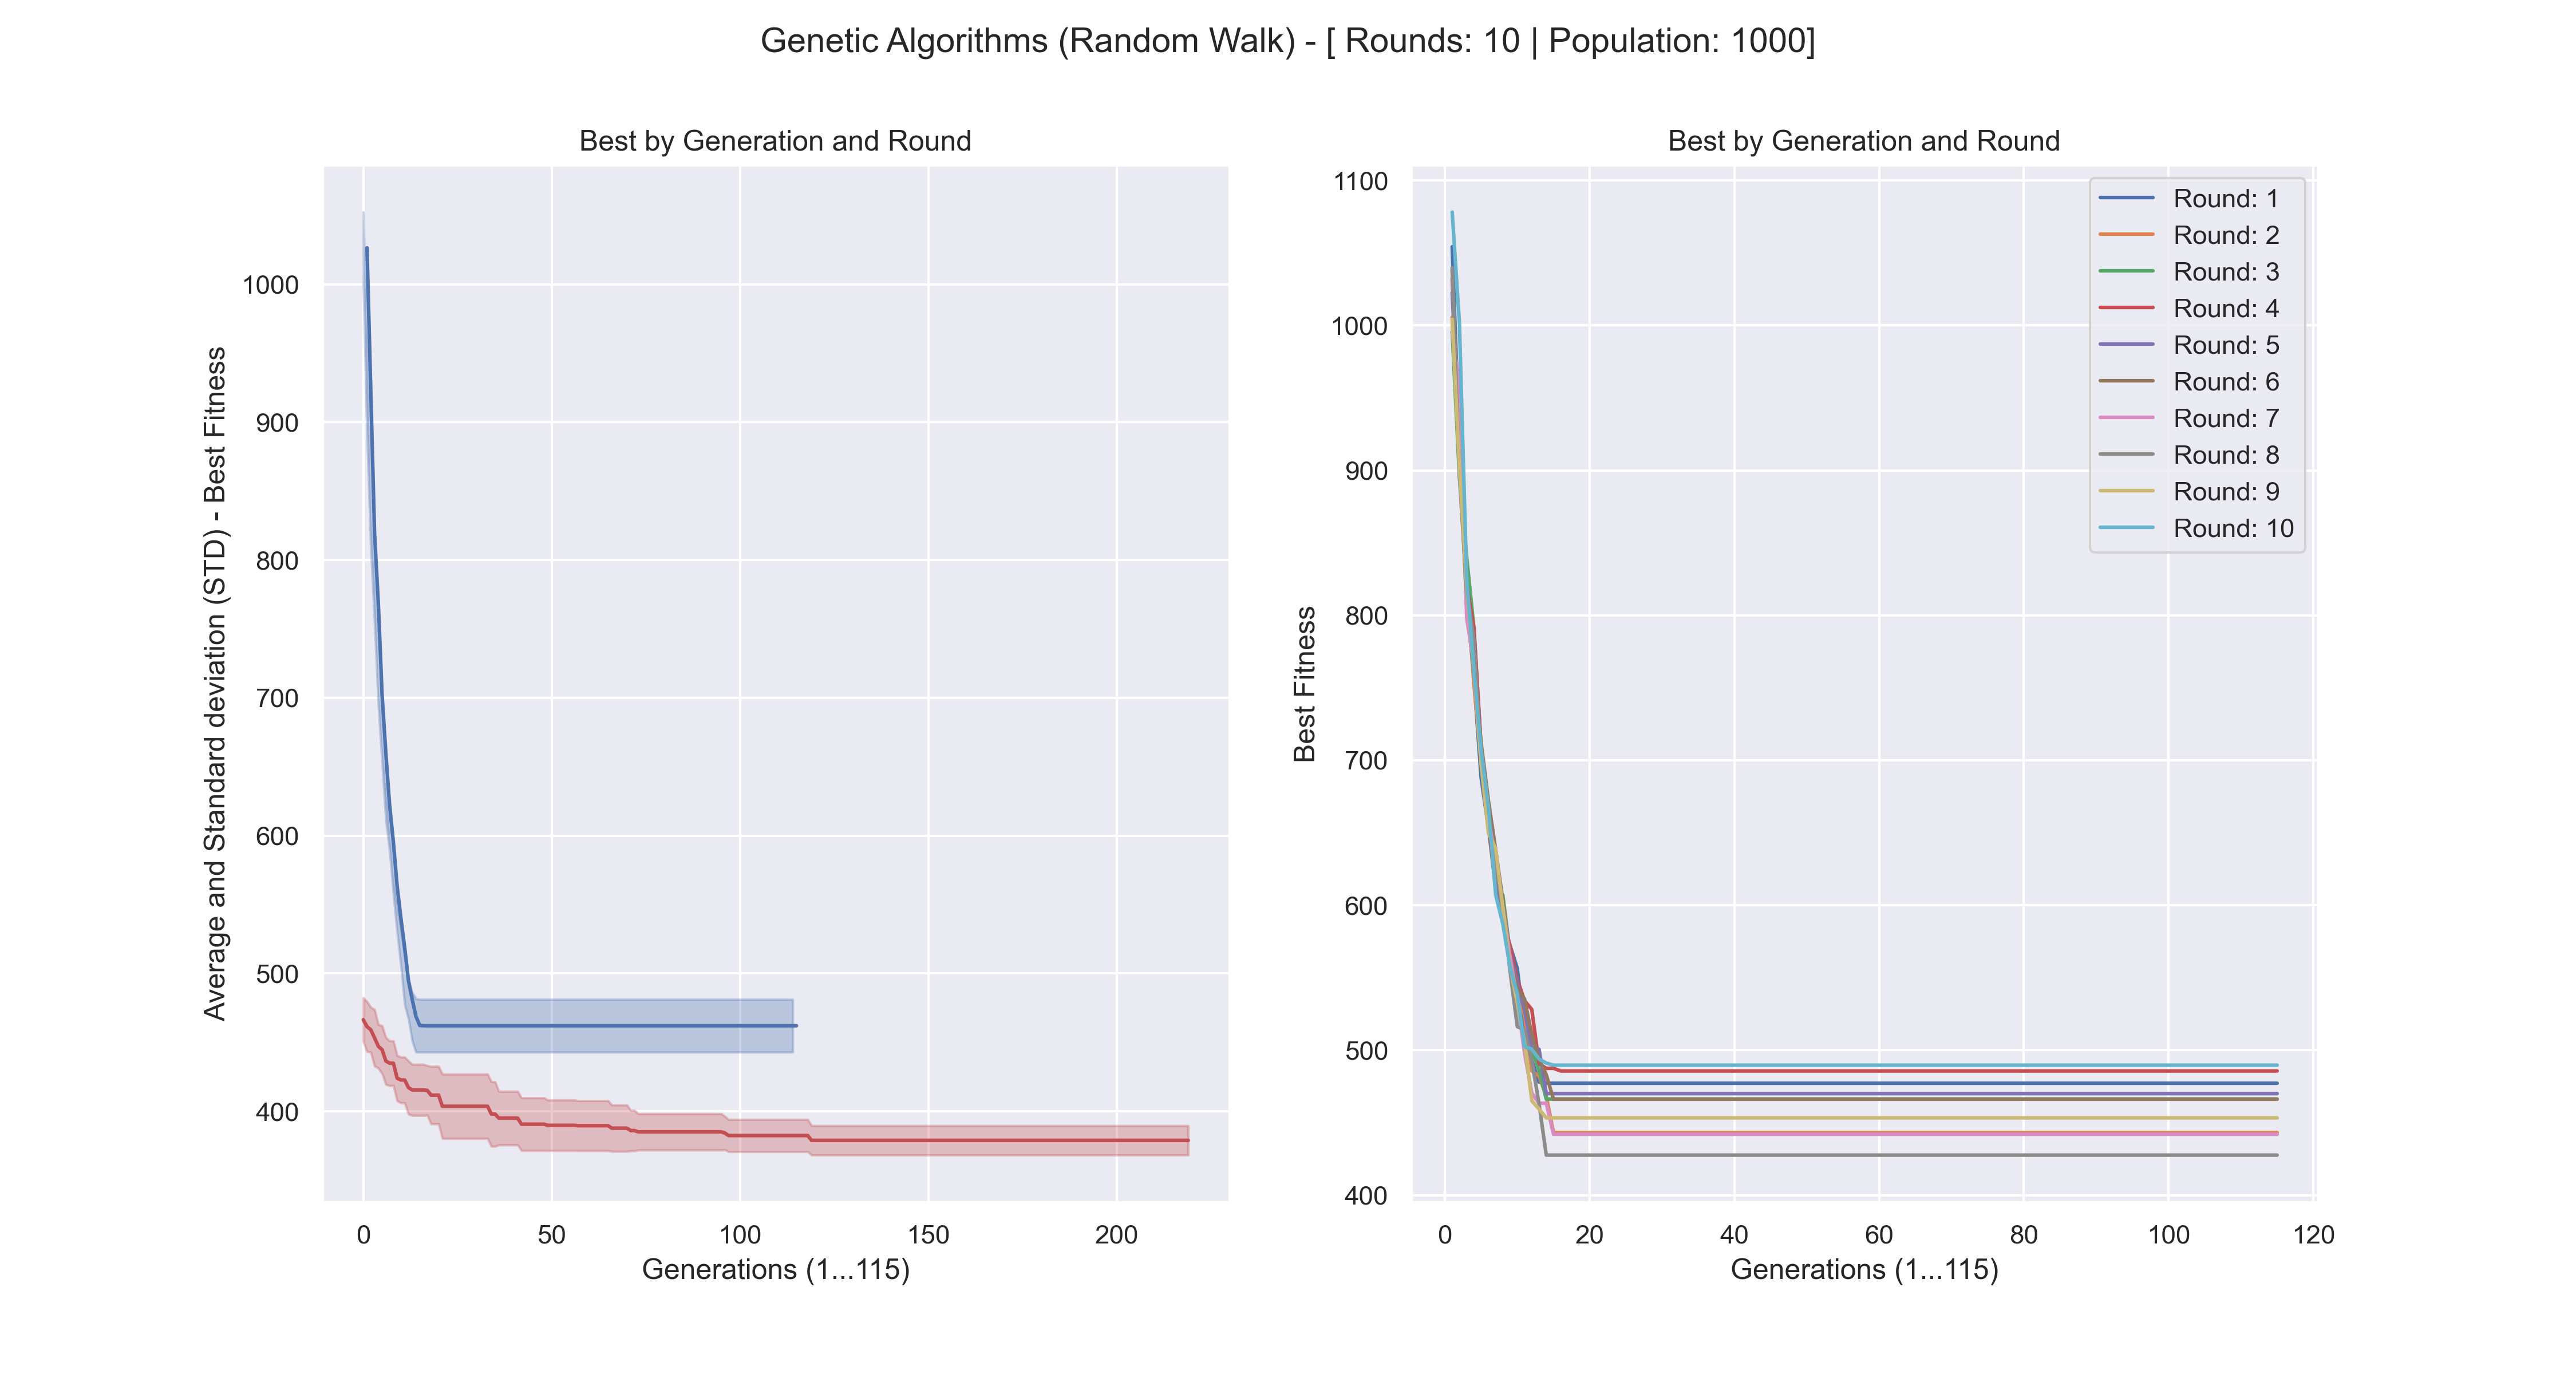 Genetic Algorithms (Random Walk) - [ Rounds: 10 | Population: 1000]
Best by Generation and Round
Average and Standard deviation (STD) - Best Fitness
1000
900
800
700
600
500
400
0 50 100 150 200
Generations (1...115)
Best by Generation and Round
Best Fitness
1100
1000
900
800
700
600
500
400
0 20 40 60 80 100 120
Generations (1...115)
Round: 1
Round: 2
Round: 3
Round: 4
Round: 5
Round: 6
Round: 7
Round: 8
Round: 9
Round: 10